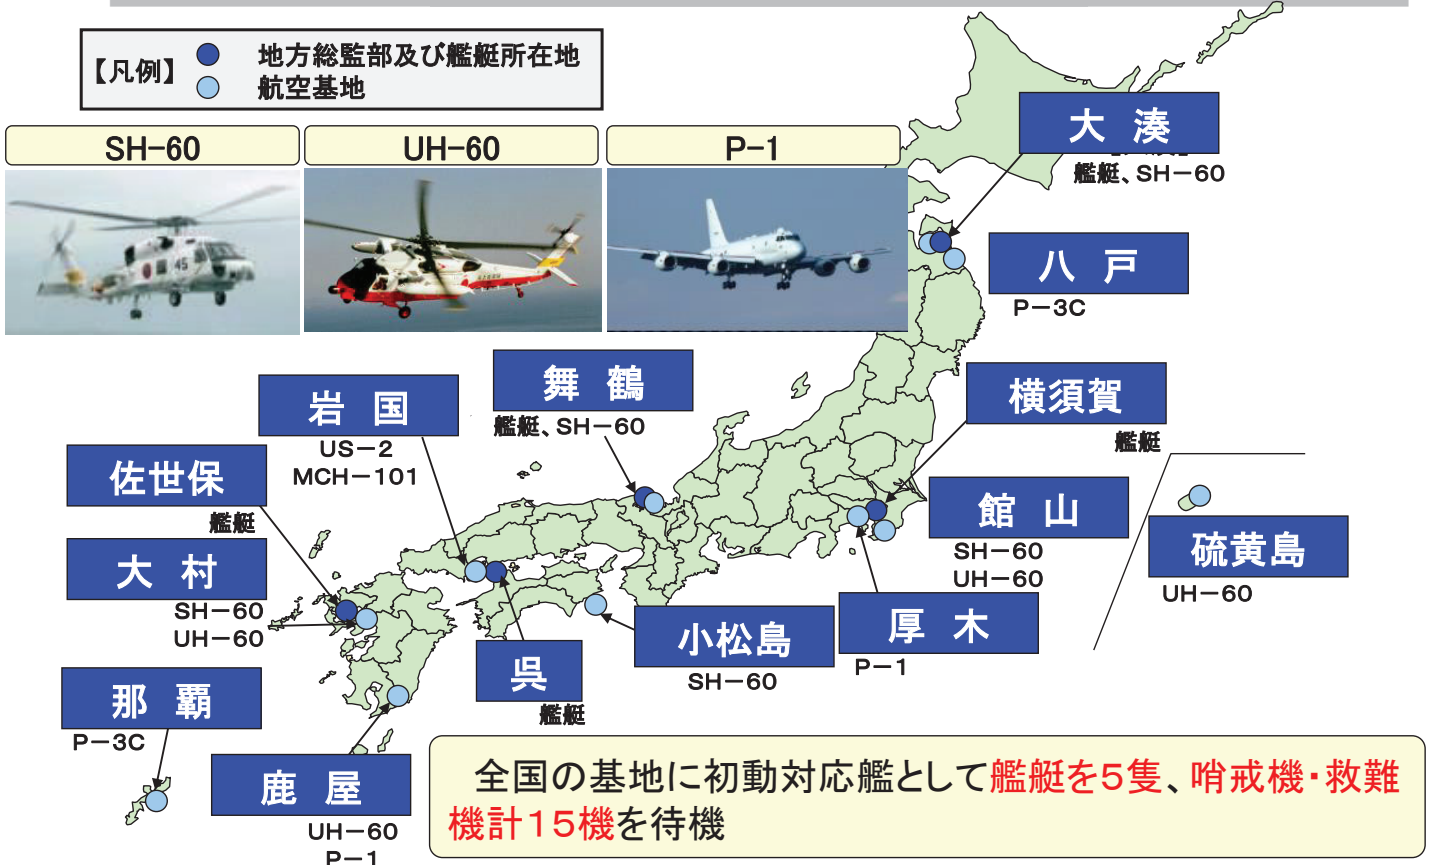 【凡例】
地方総監部及び艦艇所在地
航空基地
SH-60
UH-60
P-1
45
大 湊
艦艇、SH-60
八 戸
P-3C
舞 鶴
艦艇、SH-60
岩 国
US-2
MCH-101
横須賀
艦艇
佐世保
艦艇
館 山
SH-60
UH-60
硫黄島
UH-60
大 村
SH-60
UH-60
厚 木
P-1
小松島
SH-60
呉
艦艇
那 覇
P-3C
鹿 屋
UH-60
P-1
全国の基地に初動対応艦として艦艇を5隻、哨戒機・救難
機計15機を待機